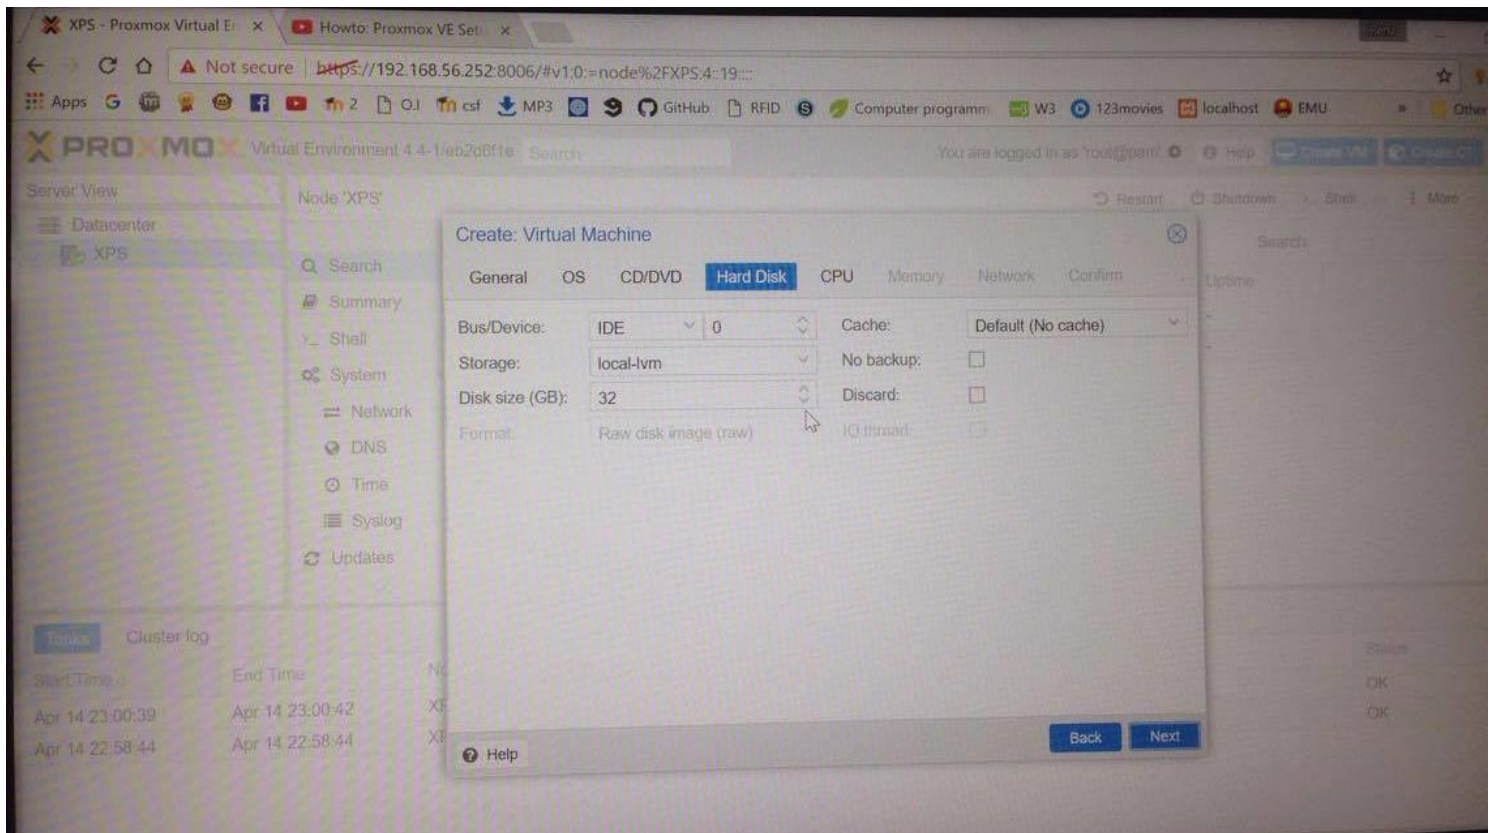 XPS - Proxmox Virtual En × Howto: Proxmox VE Set ×
Not secure https://192.168.56.252:8006/#v1:0:=node%2FXPS:4::19::::
Apps 2 O.I csf MP3 GitHub RFID Computer programm W3 123movies localhost EMU » Other
PROXMOX Virtual Environment 4.4-1/eb2d6f1e Search You are logged in as 'root@pam' Help Create VM Create CT
Server View Node 'XPS' Restart Shutdown Shell More
Datacenter
XPS
Search:
Search
Summary
Shell
System
Network
DNS
Time
Syslog
Updates
Uptime
Create: Virtual Machine
General OS CD/DVD Hard Disk CPU Memory Network Confirm
Bus/Device: IDE 0 Cache: Default (No cache)
Storage: local-lvm No backup:
Disk size (GB): 32 Discard:
Format: Raw disk image (raw) IO thread:
Help Back Next
Tasks Cluster log
Start Time End Time Status
Apr 14 23:00:39 Apr 14 23:00:42 OK
Apr 14 22:58:44 Apr 14 22:58:44 OK